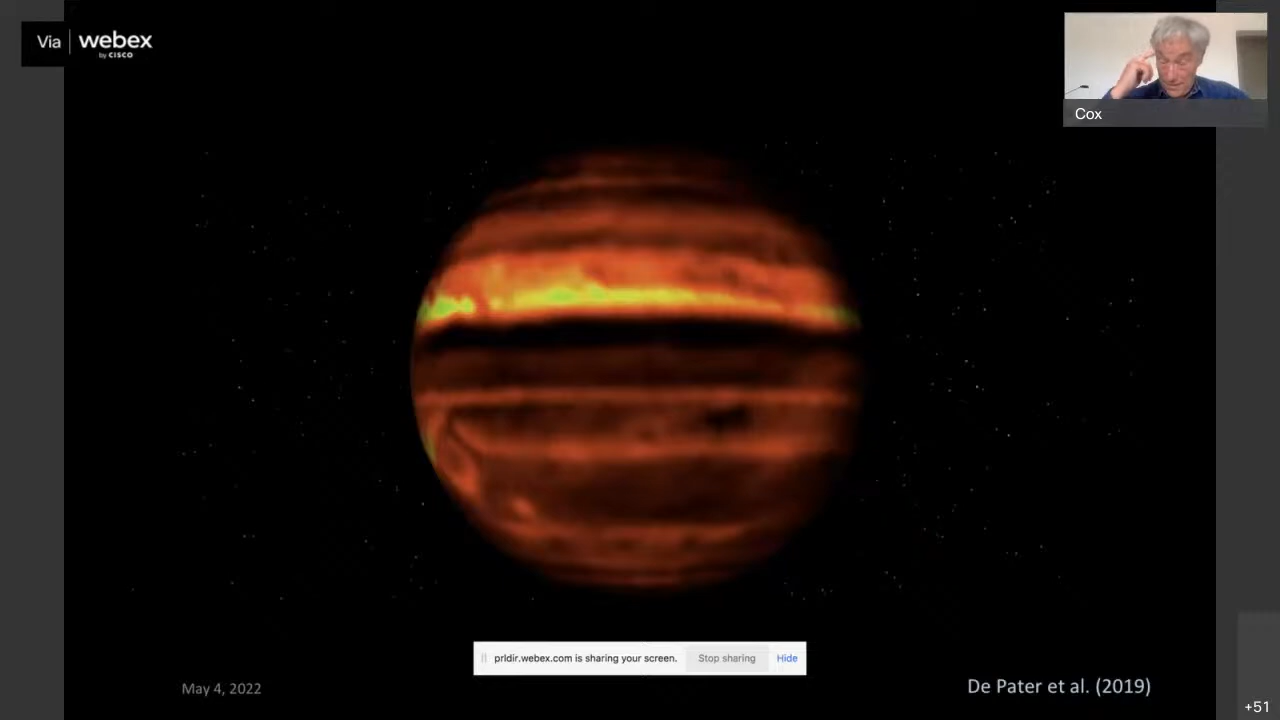 Via | webex
by CISCO
Cox
prldir.webex.com is sharing your screen.
Stop sharing
Hide
May 4, 2022
De Pater et al. (2019)
+51